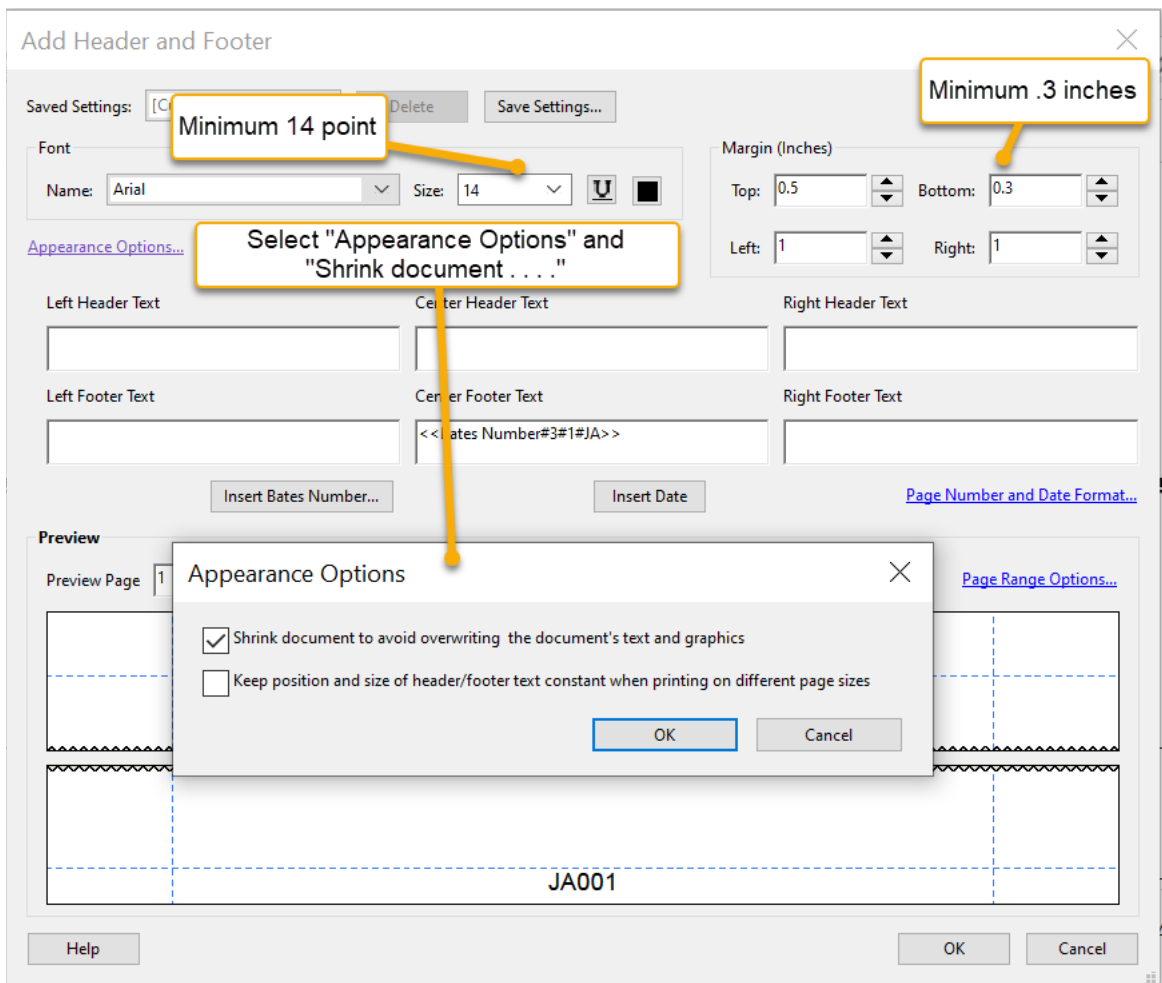 Add Header and Footer
Minimum .3 inches
Saved Settings: [C Delete Save Settings...
Minimum 14 point
Font Margin (Inches)
Name: Arial Size: 14 U Top: 0.5 Bottom: 0.3
Appearance Options... Left: 1 Right: 1
Select "Appearance Options" and
"Shrink document . . . ."
Left Header Text Center Header Text Right Header Text
Left Footer Text Center Footer Text Right Footer Text
<<Bates Number#3#1#JA>>
Insert Bates Number... Insert Date Page Number and Date Format...
Preview
Preview Page 1 Page Range Options...
Appearance Options
Shrink document to avoid overwriting the document's text and graphics
Keep position and size of header/footer text constant when printing on different page sizes
OK Cancel
JA001
Help OK Cancel